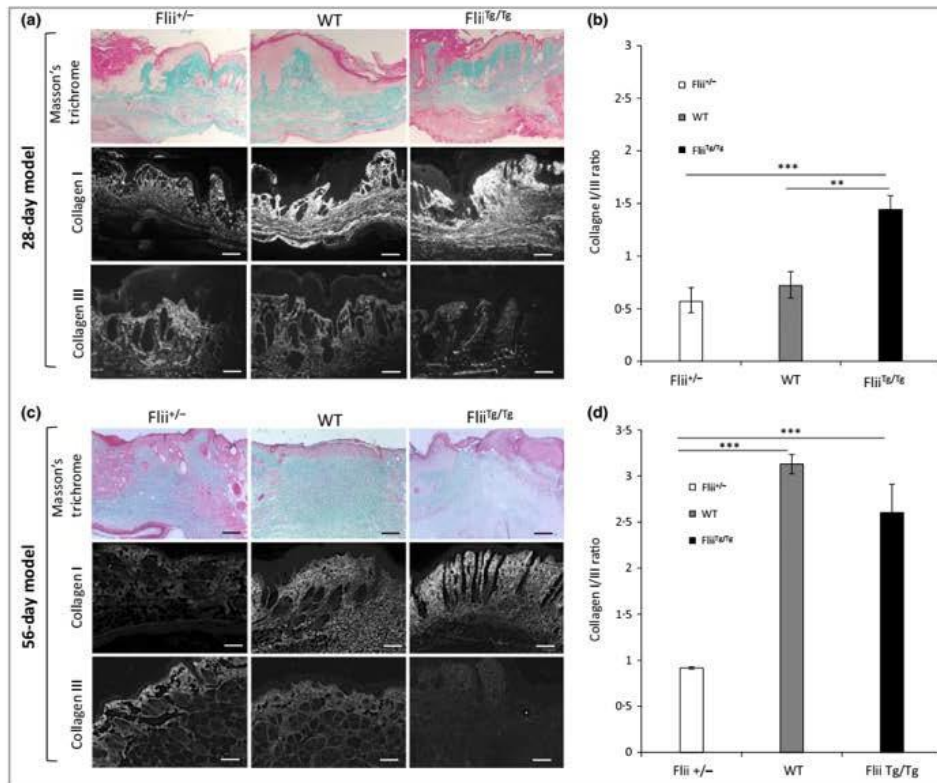 (a)
Flii+/−
WT
FliiTg/Tg
28-day model
Masson's
trichrome
Collagen I
Collagen III
(b)
3
2·5
2
1·5
1
0·5
0
Collagne I/III ratio
Flii+/−
WT
FliiTg/Tg
***
**
Flii+/−
WT
FliiTg/Tg
(c)
Flii+/−
WT
FliiTg/Tg
56-day model
Masson's
trichrome
Collagen I
Collagen III
(d)
3·5
3
2·5
2
1·5
1
0·5
0
Collagen I/III ratio
Flii+/−
WT
FliiTg/Tg
***
***
Flii +/−
WT
Flii Tg/Tg